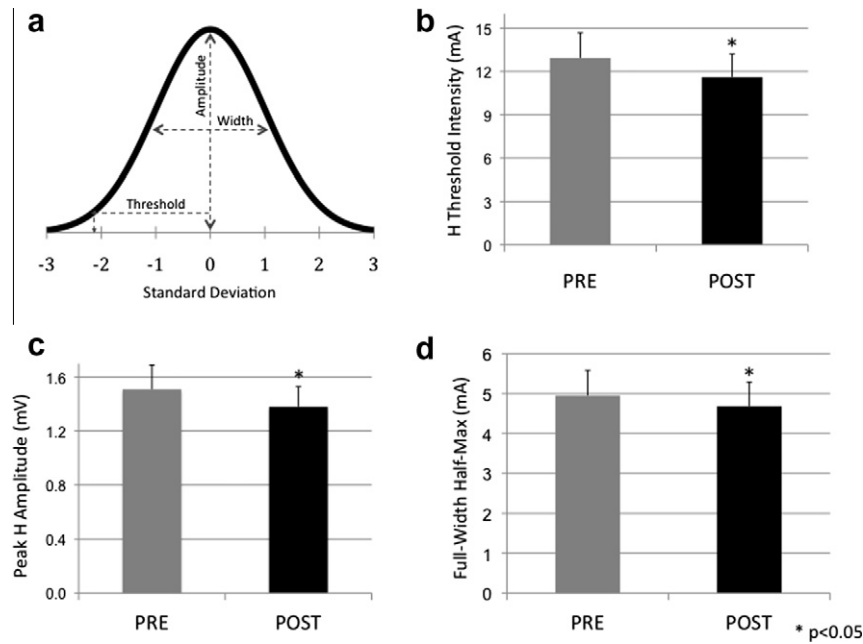 a
Amplitude
Width
Threshold
-3 -2 -1 0 1 2 3
Standard Deviation
b
H Threshold Intensity (mA)
15
12
9
6
3
0
*
PRE POST
c
Peak H Amplitude (mV)
1.6
1.2
0.8
0.4
0.0
*
PRE POST
d
Full-Width Half-Max (mA)
6
5
4
3
2
1
0
*
PRE POST
* p<0.05